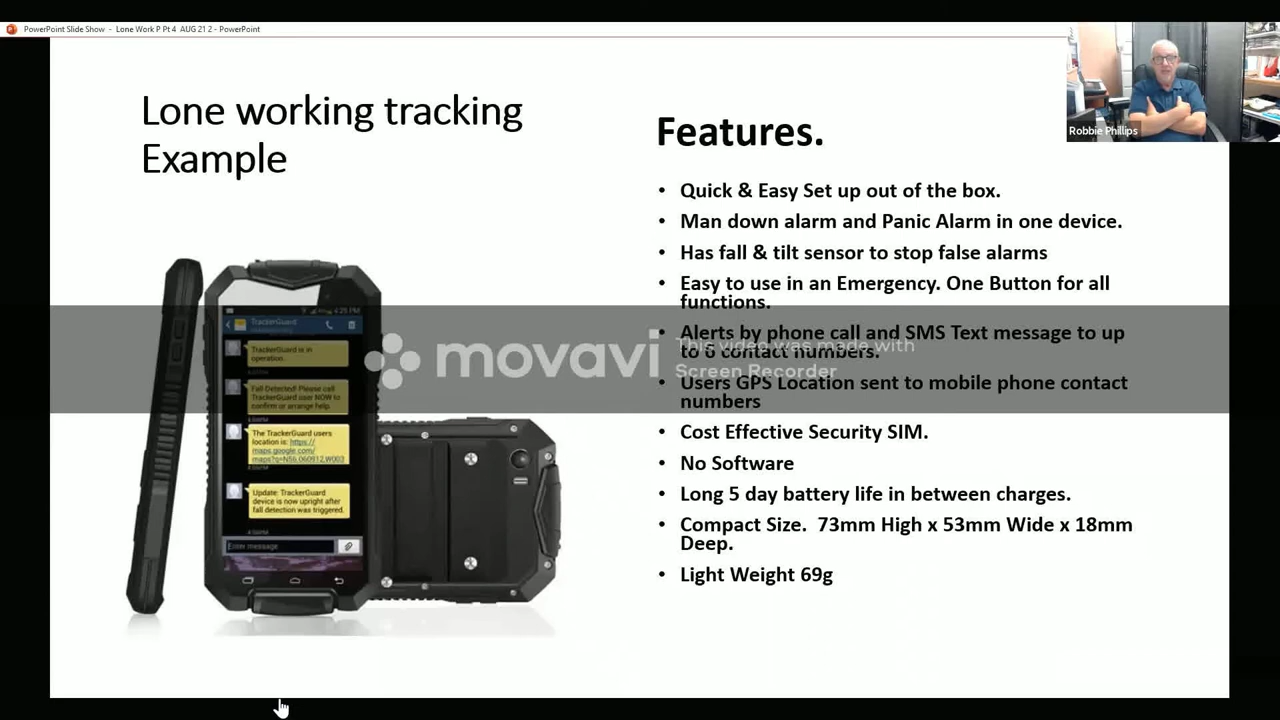 PowerPoint Slide Show - Lone Work P Pt 4 AUG 21 2 - PowerPoint
Robbie Phillips
Lone working tracking
Example
Features.
• Quick & Easy Set up out of the box.
• Man down alarm and Panic Alarm in one device.
• Has fall & tilt sensor to stop false alarms
• Easy to use in an Emergency. One Button for all
functions.
• Alerts by phone call and SMS Text message to up
to 6 contact numbers.
• Users GPS Location sent to mobile phone contact
numbers
• Cost Effective Security SIM.
• No Software
• Long 5 day battery life in between charges.
• Compact Size. 73mm High x 53mm Wide x 18mm
Deep.
• Light Weight 69g
movavi
This video was made with
Screen Recorder
4:25 PM
TrackerGuard
TrackerGuard is in
operation.
Fall Detected! Please call
TrackerGuard user NOW to
confirm or arrange help.
The TrackerGuard users
location is: https://
maps.google.com/
maps?q=N56.060912,W003
Update: TrackerGuard
device is now upright after
fall detection was triggered.
Enter message